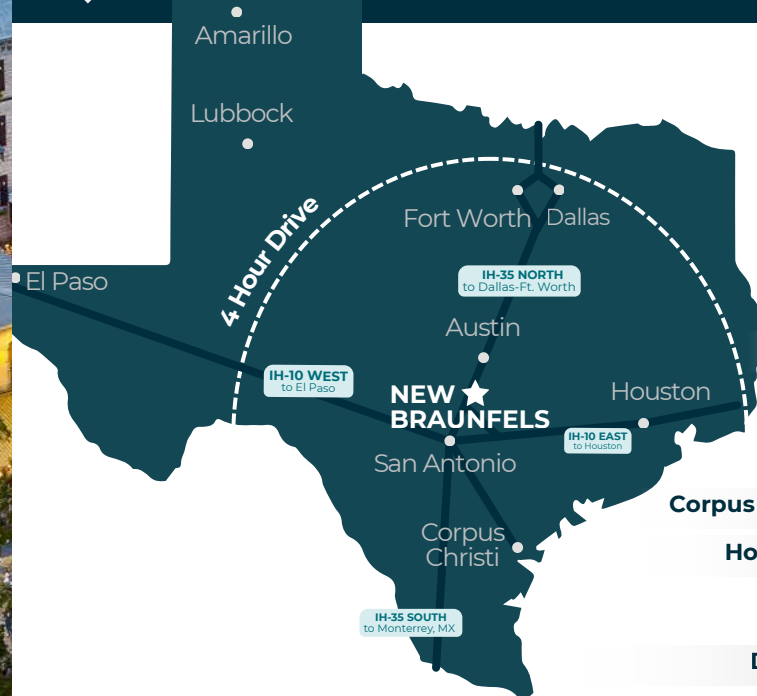 Amarillo
Lubbock
4 Hour Drive
Fort Worth
Dallas
El Paso
IH-35 NORTH
to Dallas-Ft. Worth
Austin
IH-10 WEST
to El Paso
NEW
BRAUNFELS
Houston
IH-10 EAST
to Houston
San Antonio
Corpus
Ho
Corpus
Christi
IH-35 SOUTH
to Monterrey, MX